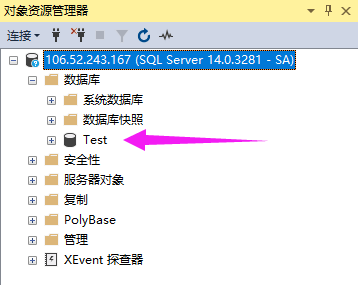 对象资源管理器
连接
106.52.243.167 (SQL Server 14.0.3281 - SA)
数据库
系统数据库
数据库快照
Test
安全性
服务器对象
复制
PolyBase
管理
XEvent 探查器